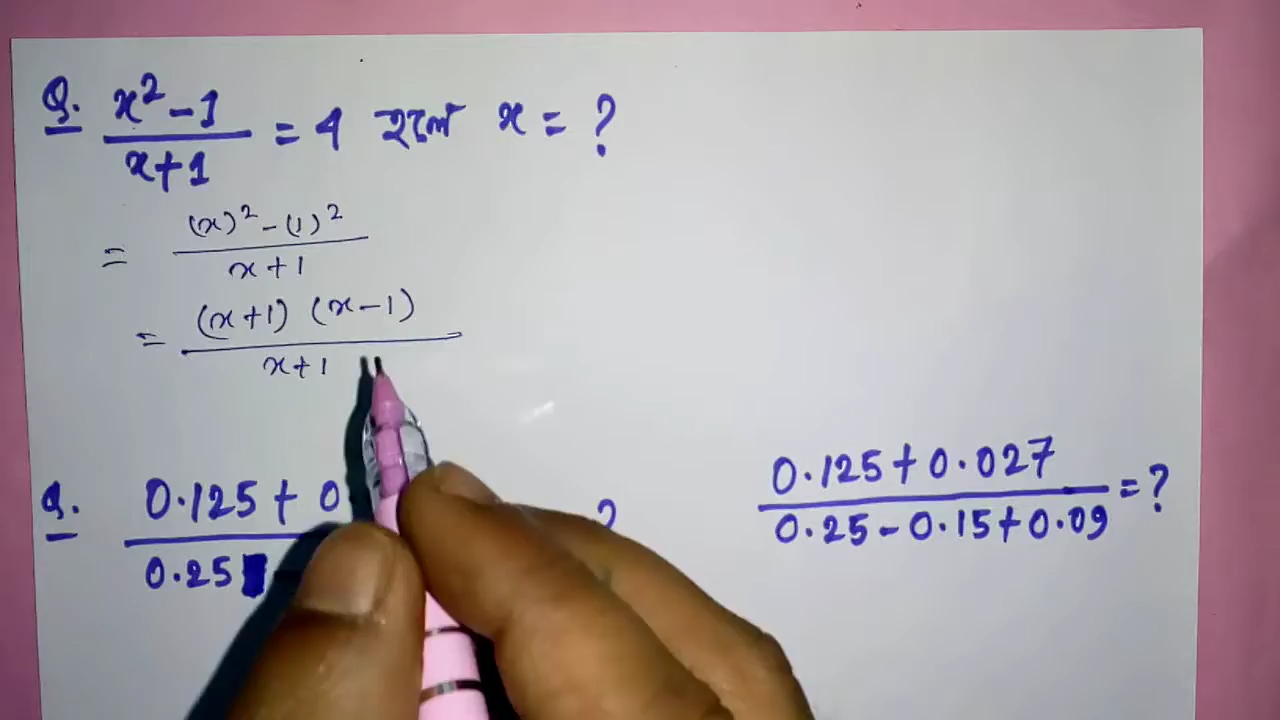 Q. x² - 1 / x + 1 = 4 হলে x = ?
= (x)² - (1)² / x + 1
= (x + 1) (x - 1) / x + 1
Q. 0.125 + 0 / 0.25 ?
0.125 + 0.027 / 0.25 - 0.15 + 0.09 = ?